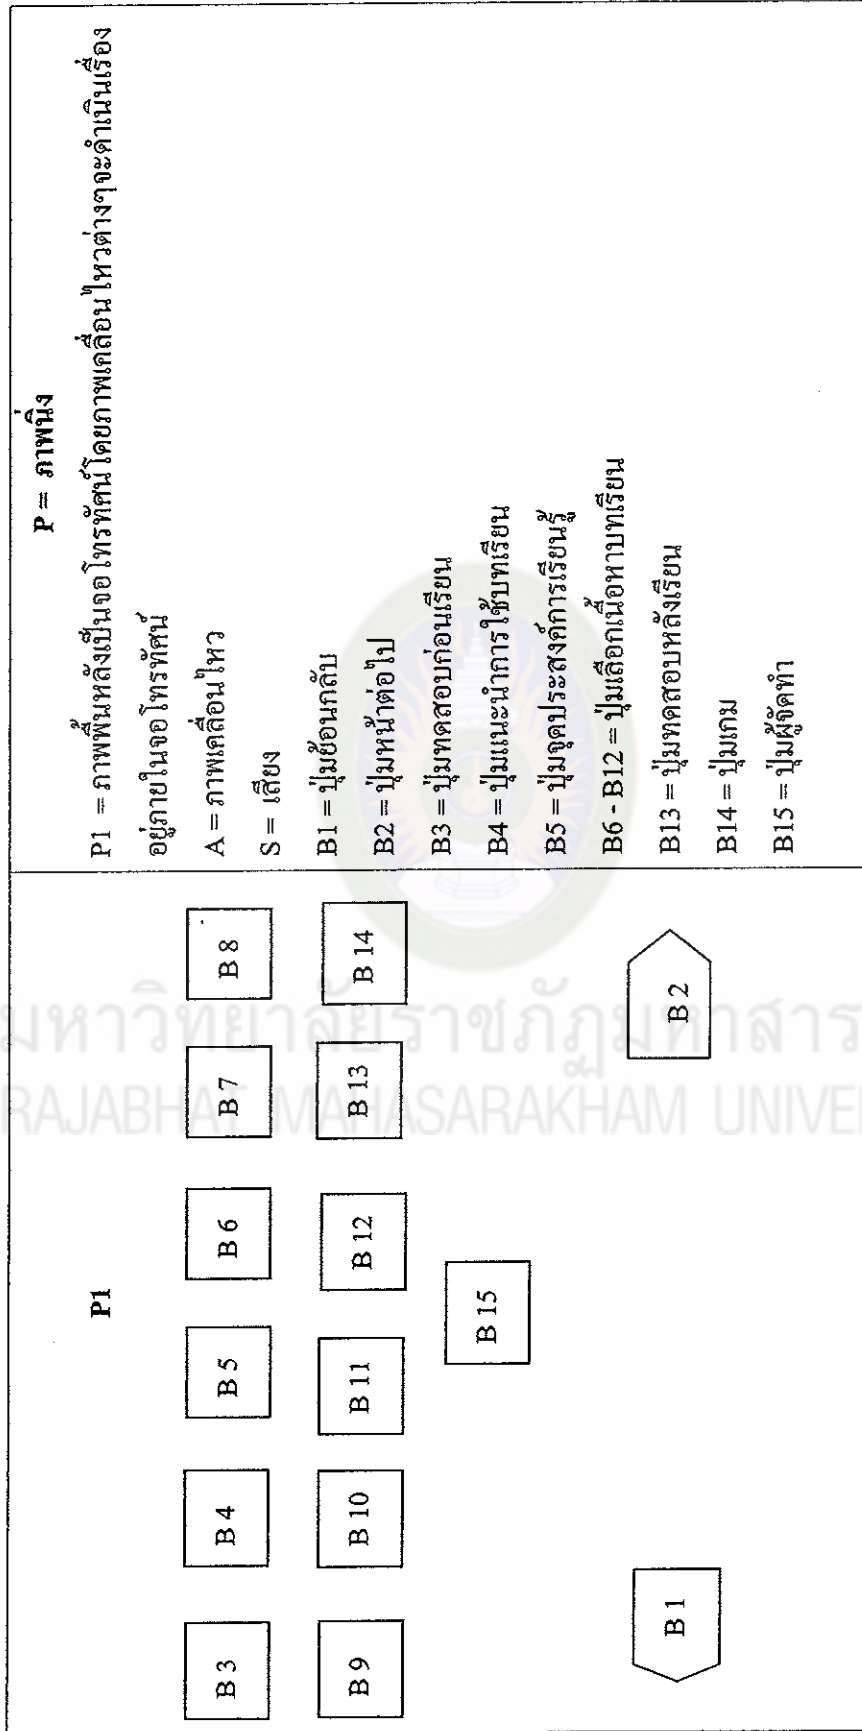 P1
B 3 B 4 B 5 B 6 B 7 B 8
B 9 B 10 B 11 B 12 B 13 B 14
B 15
B 1 B 2
P = ภาพนิ่ง
P1 = ภาพพื้นหลังเป็นจอโทรทัศน์โดยภาพเคลื่อนไหวต่างๆจะดำเนินเรื่อง
อยู่ภายในจอโทรทัศน์
A = ภาพเคลื่อนไหว
S = เสียง
B1 = ปุ่มย้อนกลับ
B2 = ปุ่มหน้าต่อไป
B3 = ปุ่มทดสอบก่อนเรียน
B4 = ปุ่มแนะนำการใช้บทเรียน
B5 = ปุ่มจุดประสงค์การเรียนรู้
B6 - B12 = ปุ่มเลือกเนื้อหาบทเรียน
B13 = ปุ่มทดสอบหลังเรียน
B14 = ปุ่มเกม
B15 = ปุ่มผู้จัดทำ
มหาวิทยาลัยราชภัฏมหาสาร
RAJABHAT MAHASARAKHAM UNIVE